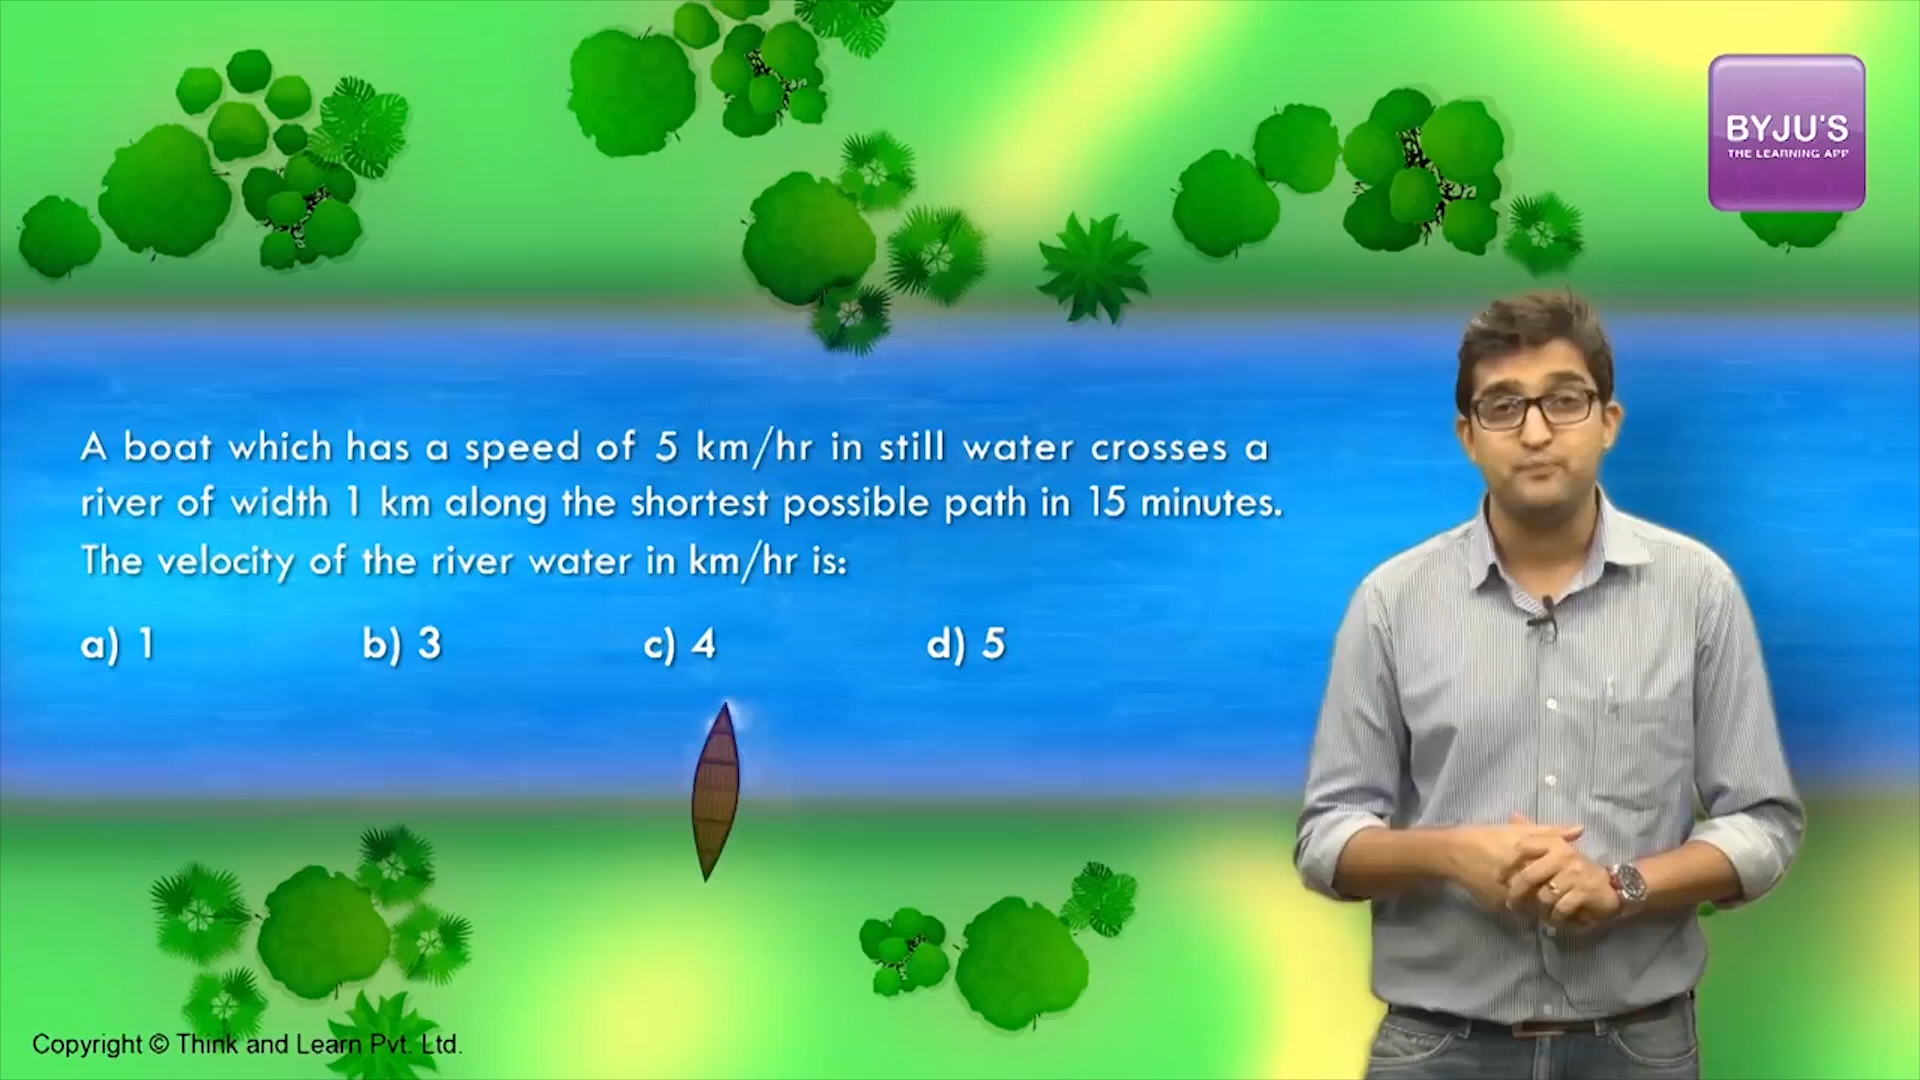 BYJU'S
THE LEARNING APP
A boat which has a speed of 5 km/hr in still water crosses a
river of width 1 km along the shortest possible path in 15 minutes.
The velocity of the river water in km/hr is:
a) 1 b) 3 c) 4 d) 5
Copyright © Think and Learn Pvt. Ltd.